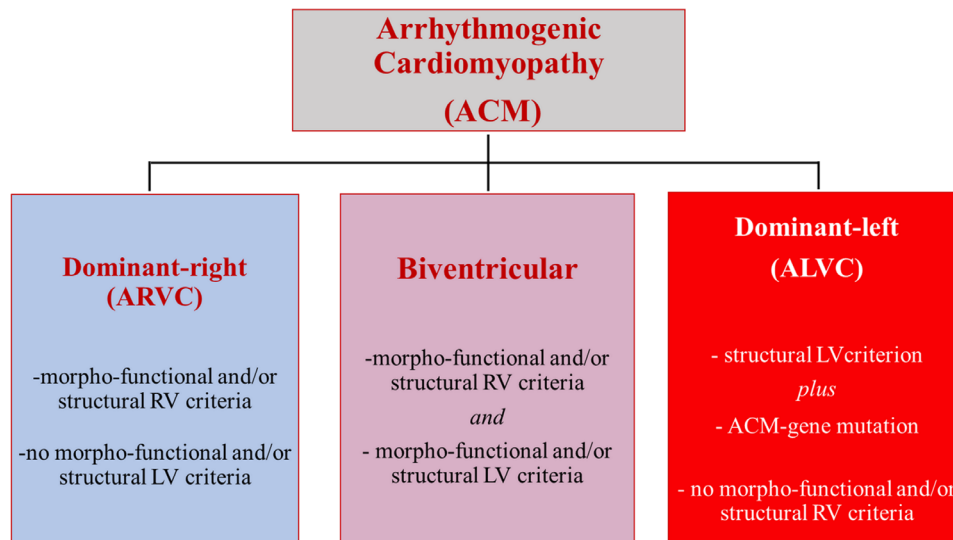 Arrhythmogenic
Cardiomyopathy
(ACM)
Dominant-right
(ARVC)
-morpho-functional and/or
structural RV criteria
-no morpho-functional and/or
structural LV criteria
Biventricular
-morpho-functional and/or
structural RV criteria
and
- morpho-functional and/or
structural LV criteria
Dominant-left
(ALVC)
- structural LVcriterion
plus
- ACM-gene mutation
- no morpho-functional and/or
structural RV criteria